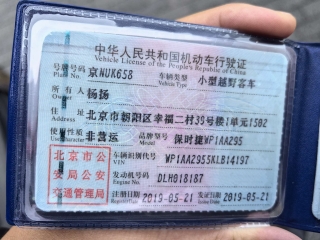 中华人民共和国机动车行驶证
Vehicle License of the People's Republic of China
号牌号码 京NUK658 车辆类型 小型越野客车
Plate No. Vehicle Type
所有人 杨扬
Owner
住址 北京市朝阳区幸福二村39号楼1单元1502
Address
使用性质 非营运 品牌型号 保时捷WP1AA295
Use Character Model
北京市公安局公安交通管理局
车辆识别代号 WP1AA2955KLB14197
VIN
发动机号码 DLH018187
Engine No.
注册日期 2019-05-21 发证日期 2019-05-21
Register Date Issue Date